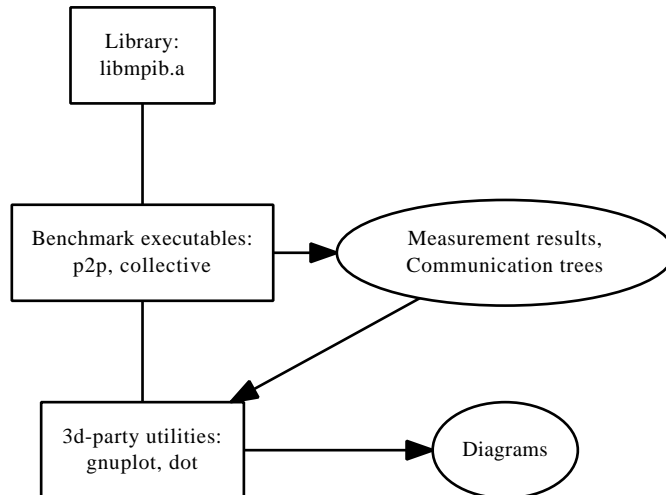 Library:
libmpib.a
Benchmark executables:
p2p, collective
Measurement results,
Communication trees
3d-party utilities:
gnuplot, dot
Diagrams